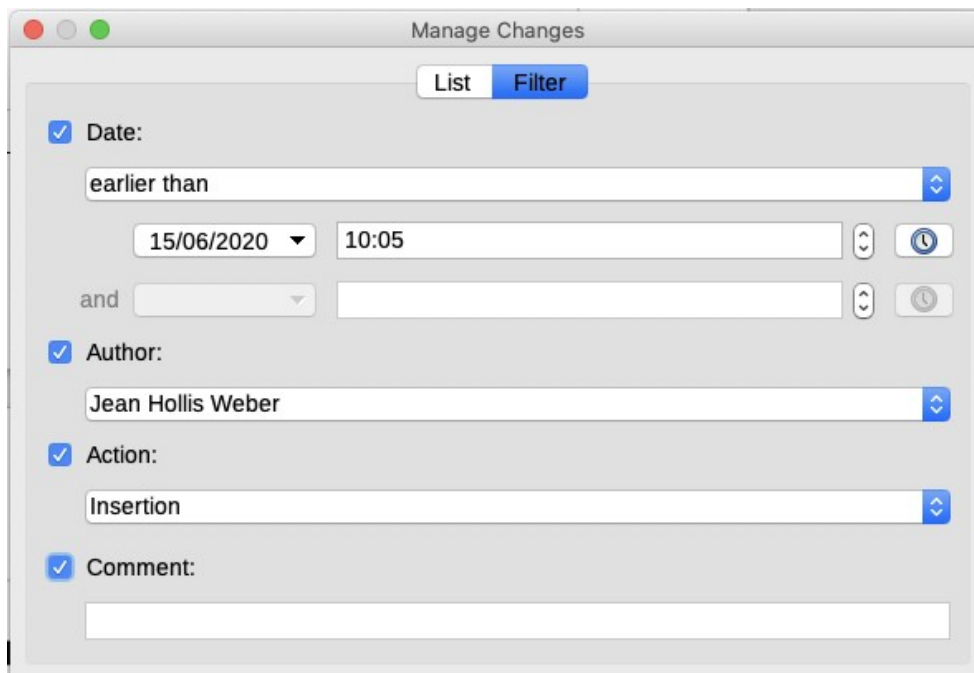 Manage Changes
List Filter
Date:
earlier than
15/06/2020 10:05
and
Author:
Jean Hollis Weber
Action:
Insertion
Comment: